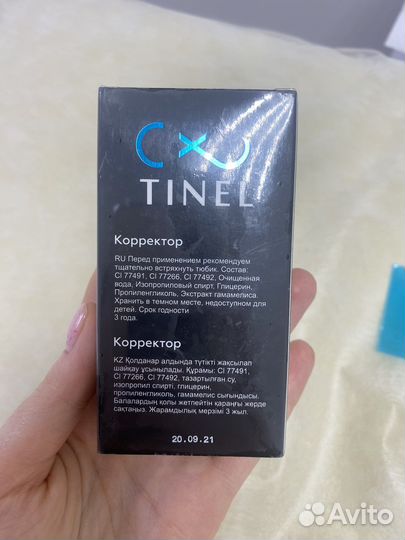 TINEL
Корректор
RU Перед применением рекомендуем
тщательно встряхнуть тюбик. Состав:
CI 77491, CI 77266, CI 77492, Очищенная
вода, Изопропиловый спирт, Глицерин,
Пропиленгликоль, Экстракт гамамелиса.
Хранить в темном месте, недоступном для
детей. Срок годности
3 года.
Корректор
KZ Қолданар алдында түтікті жақсылап
шайқау ұсынылады. Құрамы: CI 77491,
CI 77266, CI 77492, тазартылған су,
изопропил спирті, глицерин,
пропиленгликоль, гамамелис сығындысы.
Балалардың қолы жетпейтін қараңғы жерде
сақтаңыз. Жарамдылық мерзімі 3 жыл.
20.09.21
Avito